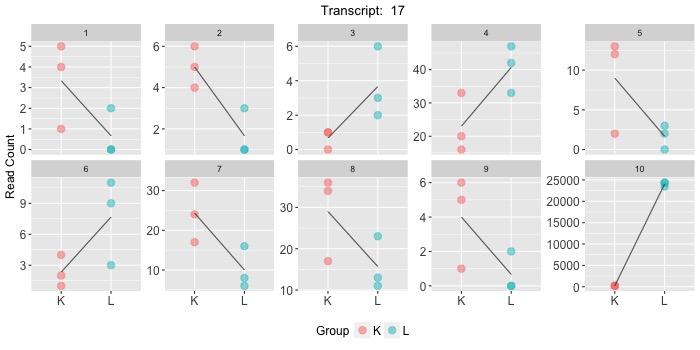 Transcript: 17
1 2 3 4 5
5 6 6 40 10
4 4 4 20 5
3 2 2 0
2 0
1
0
6 7 8 9 10
9 30 30 6 25000
6 20 20 4 20000
3 10 10 2 15000
0 10000
5000
0
K L K L K L K L K L
Read Count
Group K L